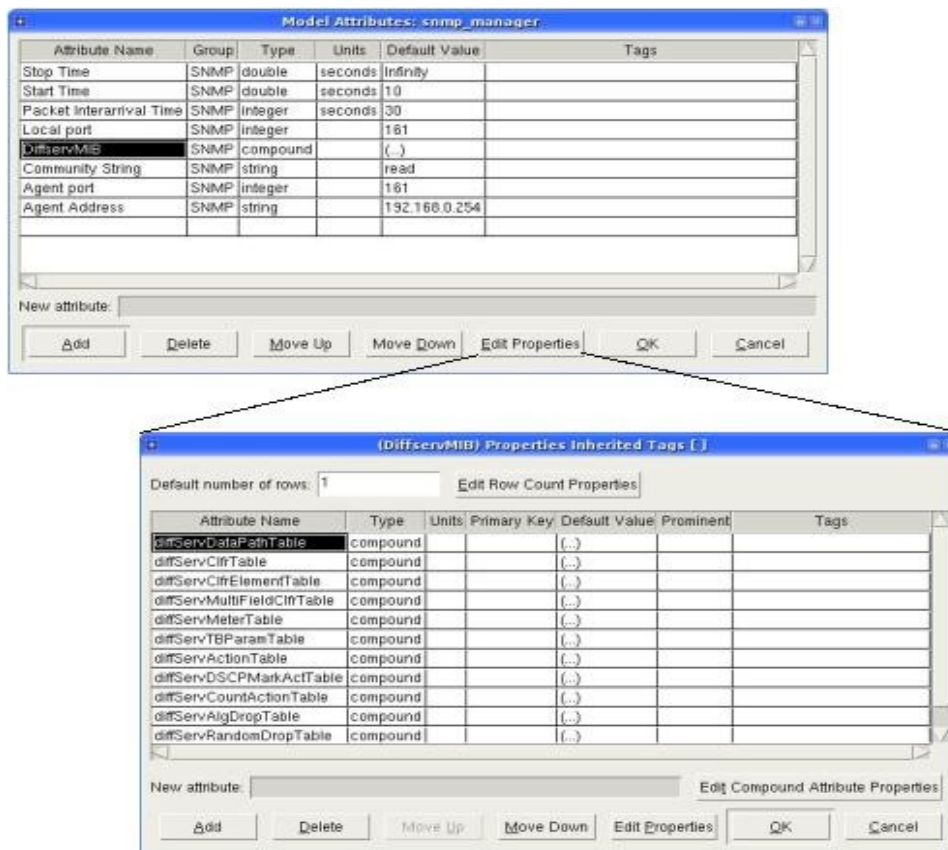 Model Attributes: snmp_manager
Attribute Name Group Type Units Default Value Tags
Stop Time SNMP double seconds Infinity
Start Time SNMP double seconds 10
Packet Interarrival Time SNMP integer seconds 30
Local port SNMP integer 161
DiffservMIB SNMP compound (...)
Community String SNMP string read
Agent port SNMP integer 161
Agent Address SNMP string 192.168.0.254
New attribute:
Add Delete Move Up Move Down Edit Properties OK Cancel
(DiffservMIB) Properties Inherited Tags [ ]
Default number of rows: 1 Edit Row Count Properties
Attribute Name Type Units Primary Key Default Value Prominent Tags
diffServDataPathTable compound (...)
diffServClfrTable compound (...)
diffServClfrElementTable compound (...)
diffServMultiFieldClfrTable compound (...)
diffServMeterTable compound (...)
diffServTBParamTable compound (...)
diffServActionTable compound (...)
diffServDSCPMarkActTable compound (...)
diffServCountActionTable compound (...)
diffServAlgDropTable compound (...)
diffServRandomDropTable compound (...)
New attribute: Edit Compound Attribute Properties
Add Delete Move Up Move Down Edit Properties OK Cancel